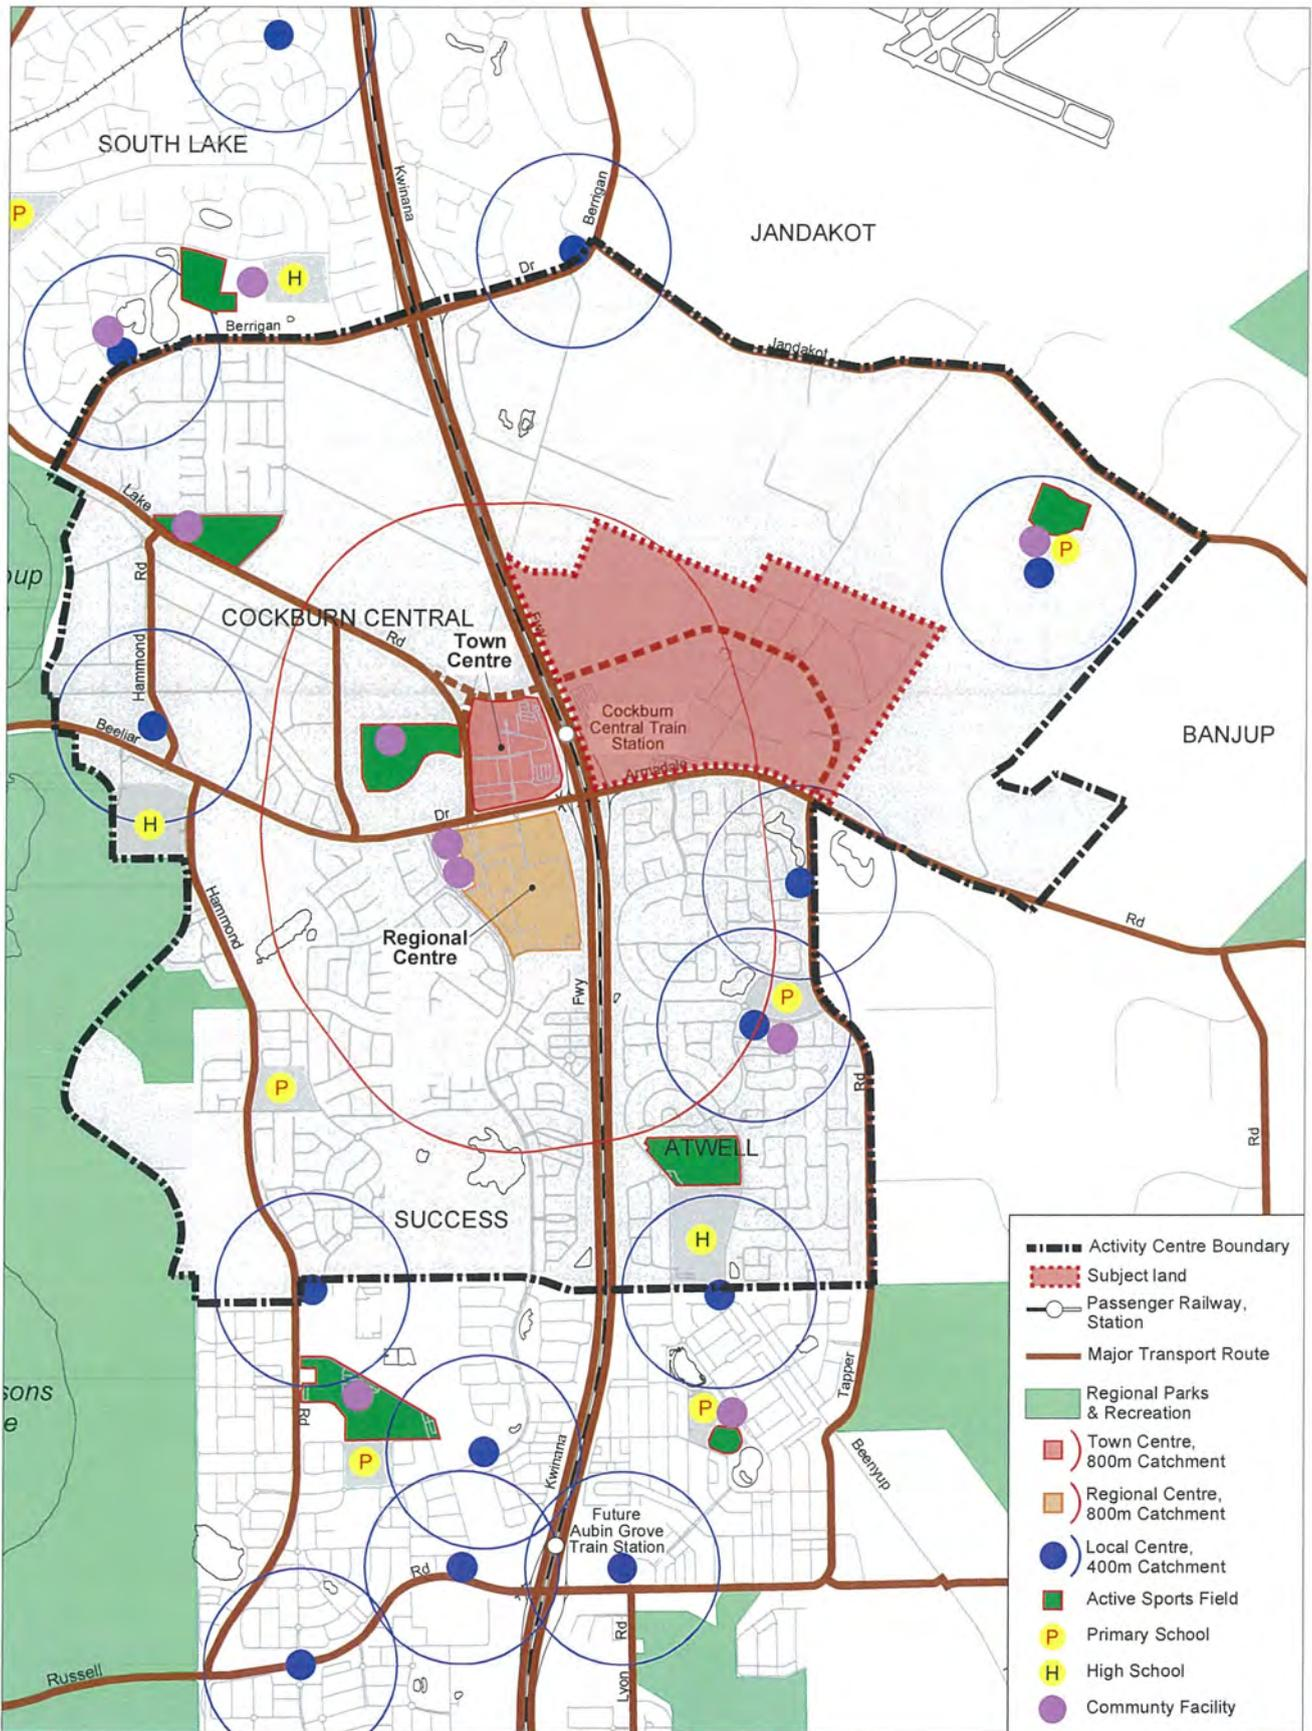 SOUTH LAKE
Kwinana
Berrigan
JANDAKOT
P
Dr
H
Berrigan
Jandakot
Lake
oup
Rd
P
COCKBURN CENTRAL
Fwy
Rd
Town
Centre
Hammond
Cockburn
Central Train
Station
Beeliar
BANJUP
Armadale
Dr
H
Hammond
Regional
Centre
Rd
Fwy
P
Rd
P
Rd
ATWELL
SUCCESS
H
Activity Centre Boundary
Subject land
Passenger Railway,
Station
Major Transport Route
Regional Parks
& Recreation
Town Centre,
800m Catchment
Regional Centre,
800m Catchment
Local Centre,
400m Catchment
Active Sports Field
P Primary School
H High School
Communty Facility
sons
e
Rd
Tapper
P
P
Beenyup
Kwinana
Future
Aubin Grove
Train Station
Rd
Rd
Lyon
Russell